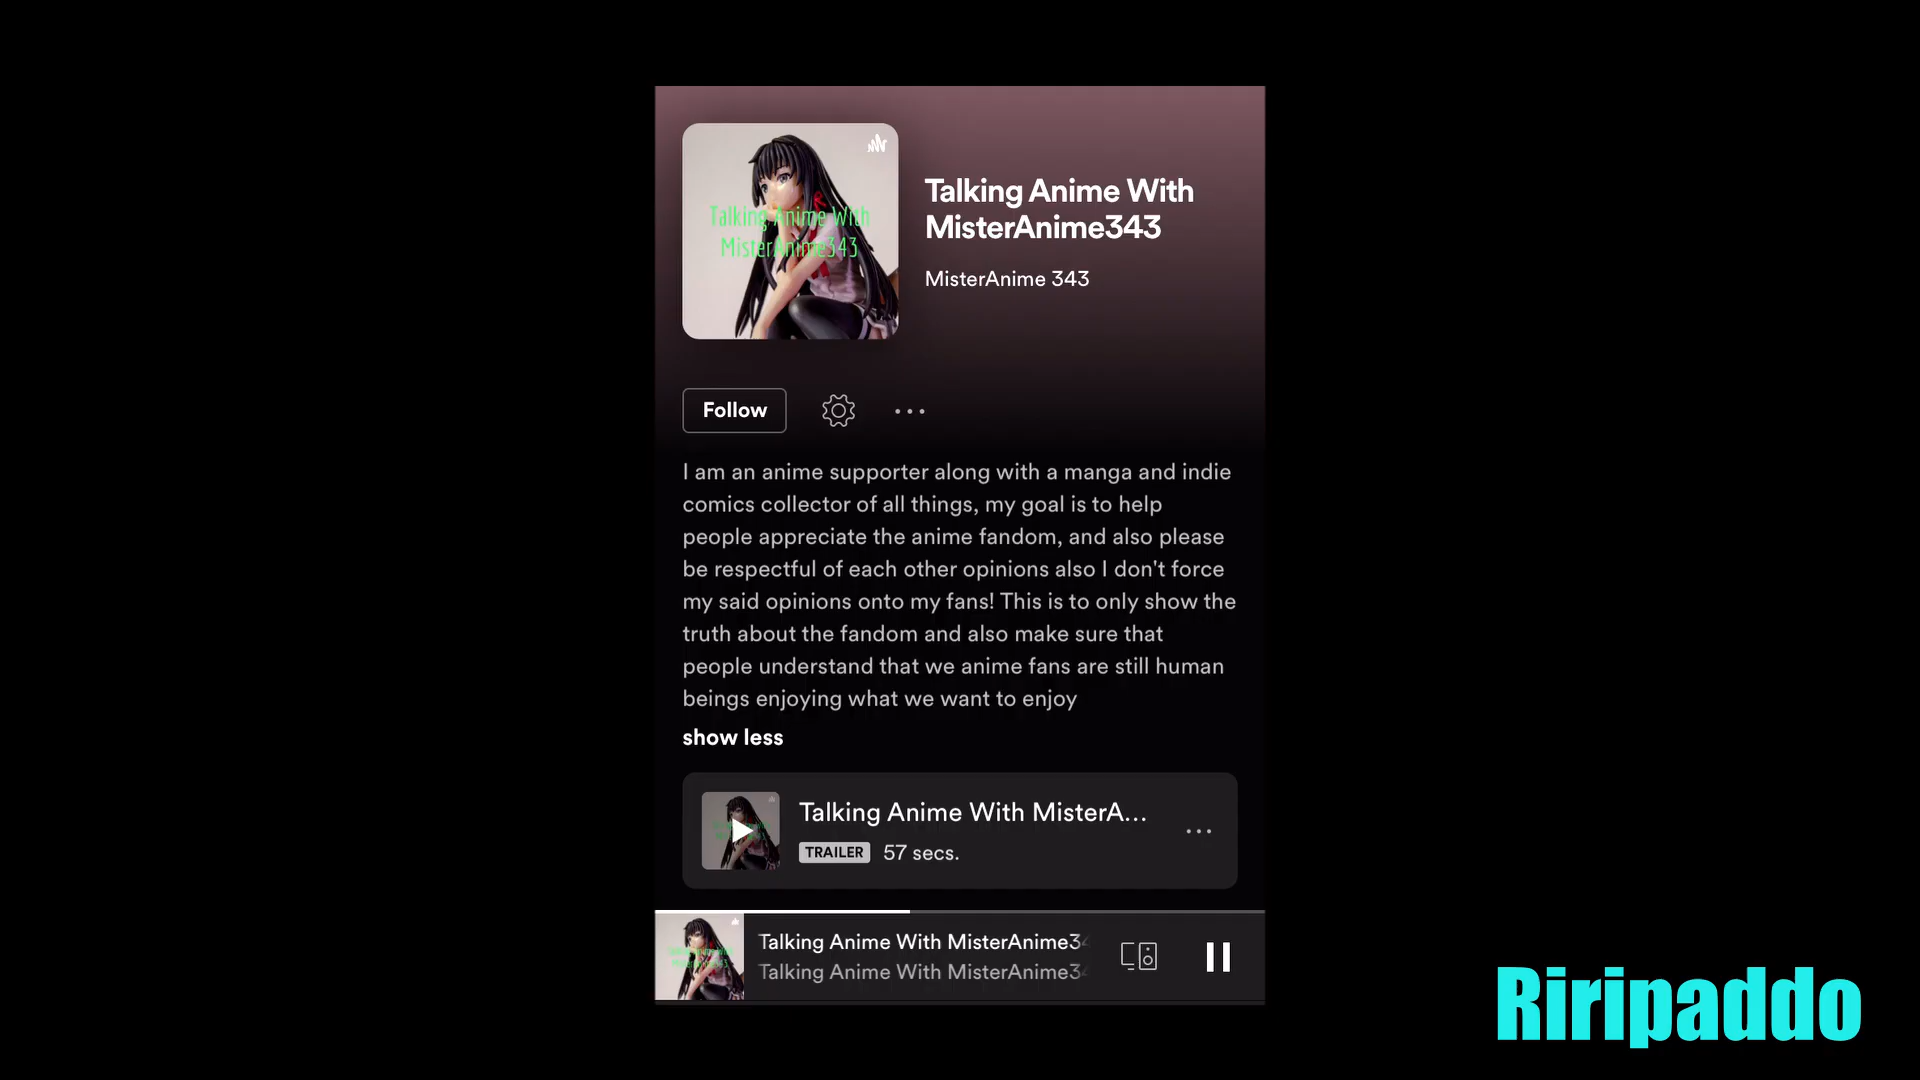 Talking Anime With
MisterAnime343
Talking Anime With
MisterAnime343
MisterAnime 343
Follow
I am an anime supporter along with a manga and indie
comics collector of all things, my goal is to help
people appreciate the anime fandom, and also please
be respectful of each other opinions also I don't force
my said opinions onto my fans! This is to only show the
truth about the fandom and also make sure that
people understand that we anime fans are still human
beings enjoying what we want to enjoy
show less
Talking Anime With MisterA...
TRAILER 57 secs.
Talking Anime With MisterAnime34
Talking Anime With MisterAnime34
Riripaddo